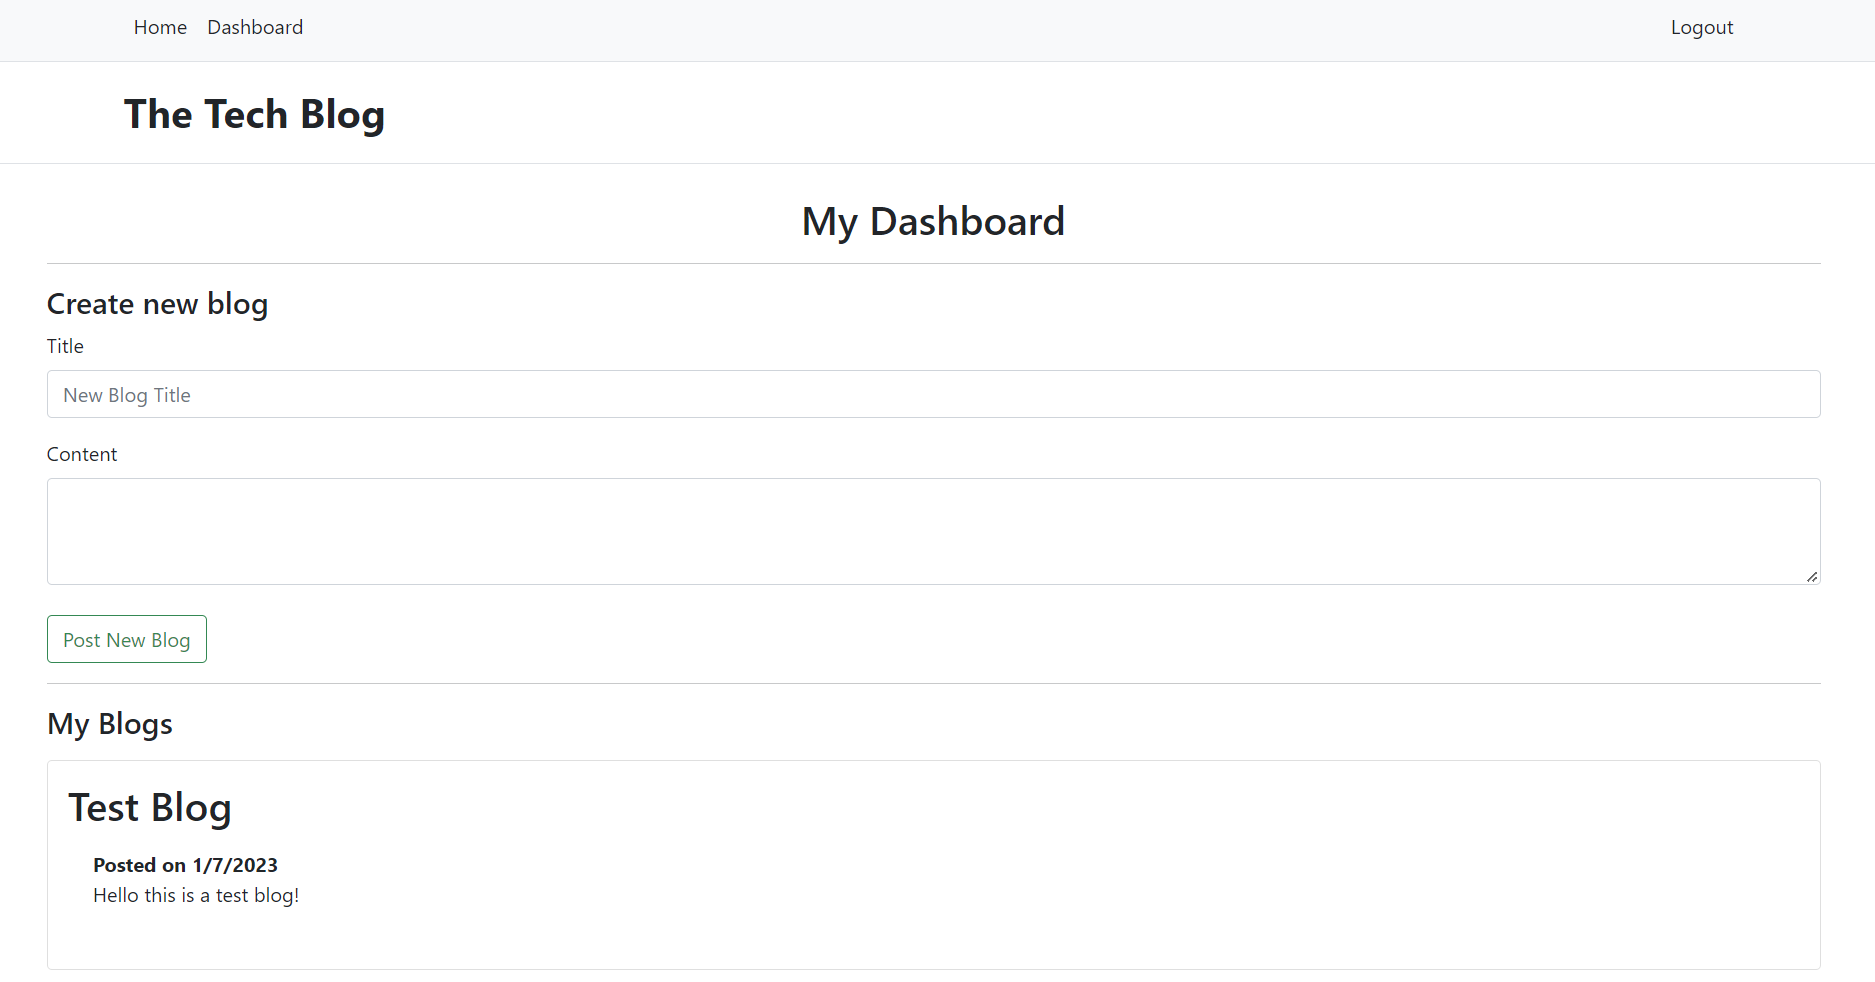 Home Dashboard Logout
The Tech Blog
My Dashboard
Create new blog
Title
New Blog Title
Content
Post New Blog
My Blogs
Test Blog
Posted on 1/7/2023
Hello this is a test blog!